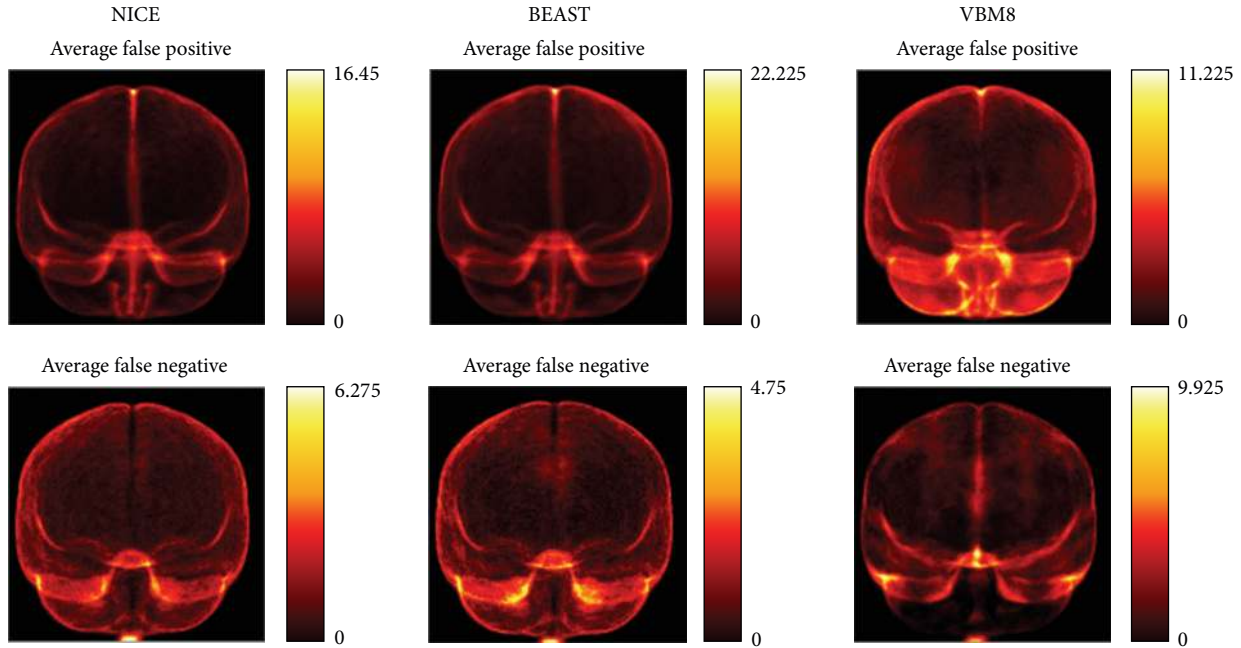 NICE
BEAST
VBM8
Average false positive
Average false positive
Average false positive
16.45
22.225
11.225
0
0
0
Average false negative
Average false negative
Average false negative
6.275
4.75
9.925
0
0
0